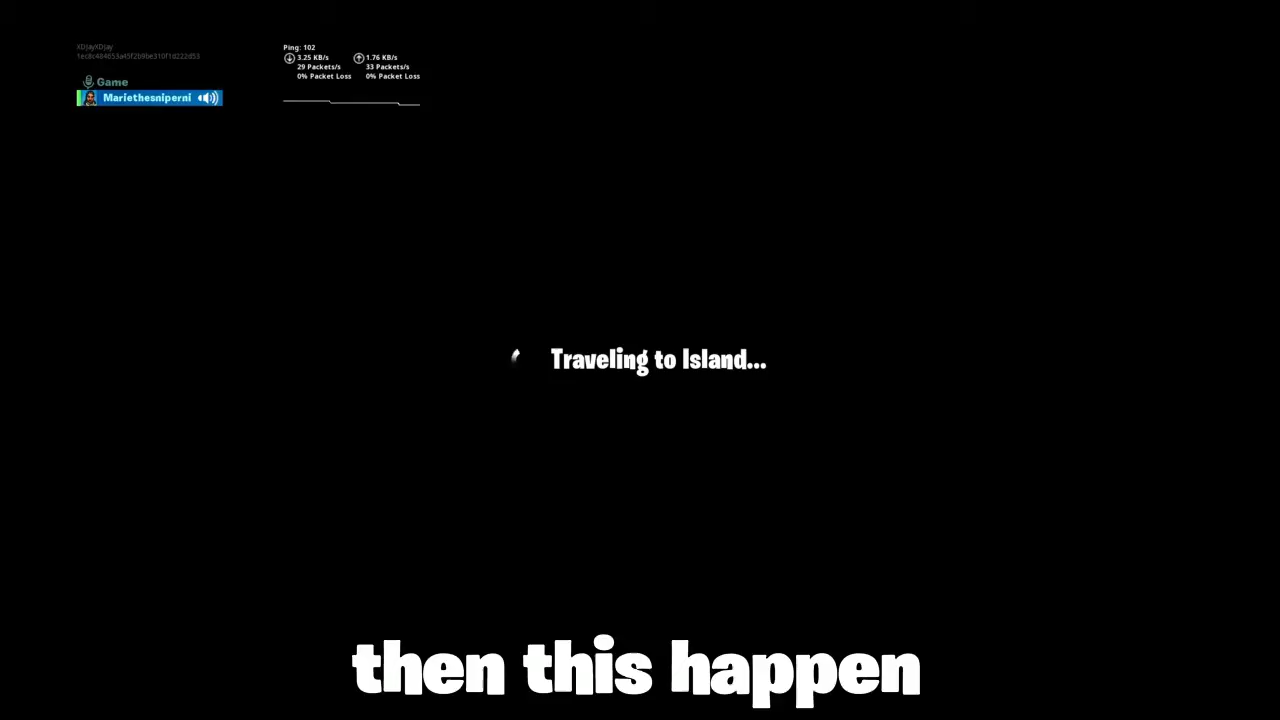 XDJayXDJay
Game
Mariethesniperni
Ping: 102
3.25 KB/s 1.76 KB/s
29 Packets/s 33 Packets/s
0% Packet Loss 0% Packet Loss
Traveling to Island...
then this happen